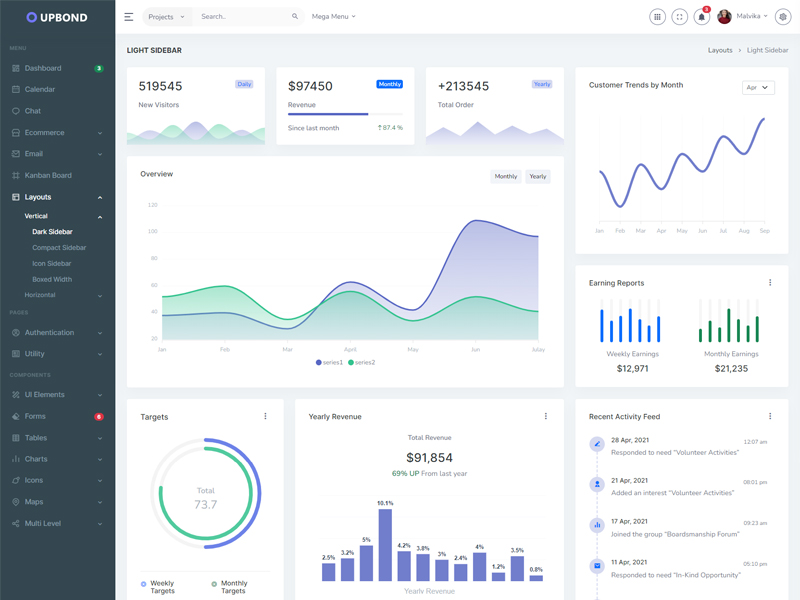 UPBOND
Projects
Search..
Mega Menu
3
Malvika
MENU
Dashboard 3
Calendar
Chat
Ecommerce
Email
Kanban Board
Layouts
Vertical
Dark Sidebar
Compact Sidebar
Icon Sidebar
Boxed Width
Horizontal
PAGES
Authentication
Utility
COMPONENTS
UI Elements
Forms 6
Tables
Charts
Icons
Maps
Multi Level
LIGHT SIDEBAR
Layouts > Light Sidebar
519545 Daily
New Visitors
$97450 Monthly
Revenue
Since last month ↑ 87.4 %
+213545 Yearly
Total Order
Customer Trends by Month
Apr
Jan Feb Mar Apr May Jun Jul Aug Sep
Overview
Monthly Yearly
120
100
80
60
40
20
Jan Feb Mar April May Jun Julay
series1 series2
Earning Reports
Weekly Earnings
$12,971
Monthly Earnings
$21,235
Targets
Total
73.7
Weekly Targets
Monthly Targets
Yearly Revenue
Total Revenue
$91,854
69% UP From last year
2.5% 3.2% 5% 10.1% 4.2% 3.8% 3% 2.4% 4% 1.2% 3.5% 0.8%
Yearly Revenue
Recent Activity Feed
28 Apr, 2021 12:07 am
Responded to need “Volunteer Activities”
21 Apr, 2021 08:01 pm
Added an interest “Volunteer Activities”
17 Apr, 2021 09:23 am
Joined the group “Boardsmanship Forum”
11 Apr, 2021 05:10 pm
Responded to need “In-Kind Opportunity”